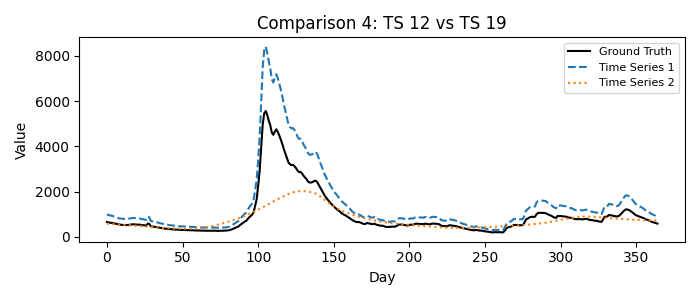 Comparison 4: TS 12 vs TS 19
Value
8000
6000
4000
2000
0
Ground Truth
Time Series 1
Time Series 2
0
50
100
150
200
250
300
350
Day